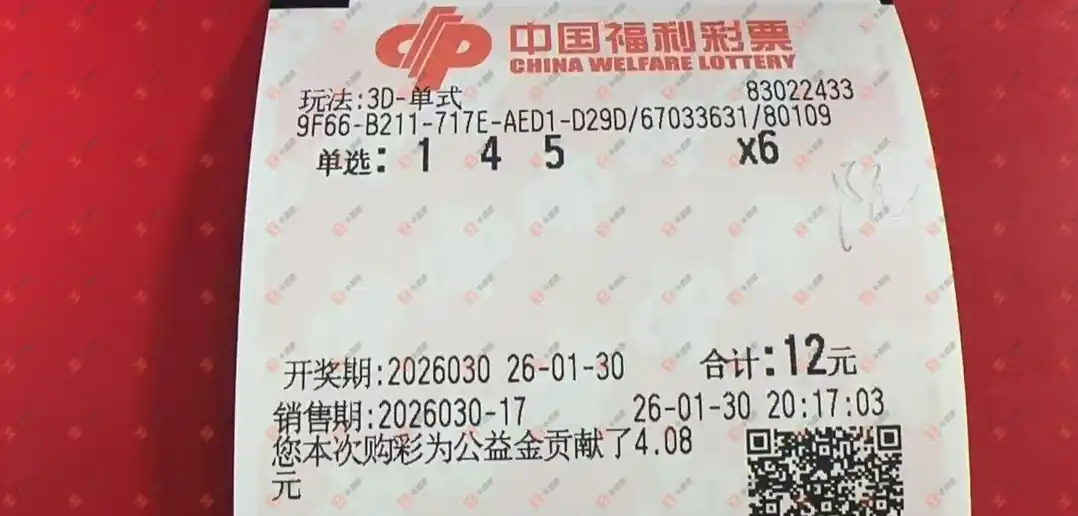 中国福利彩票
CHINA WELFARE LOTTERY
玩法:3D-单式 83022433
9F66-B211-717E-AED1-D29D/67033631/80109
单选: 1 4 5 x6
开奖期:2026030 26-01-30 合计:12元
销售期:2026030-17 26-01-30 20:17:03
您本次购彩为公益金贡献了4.08
元